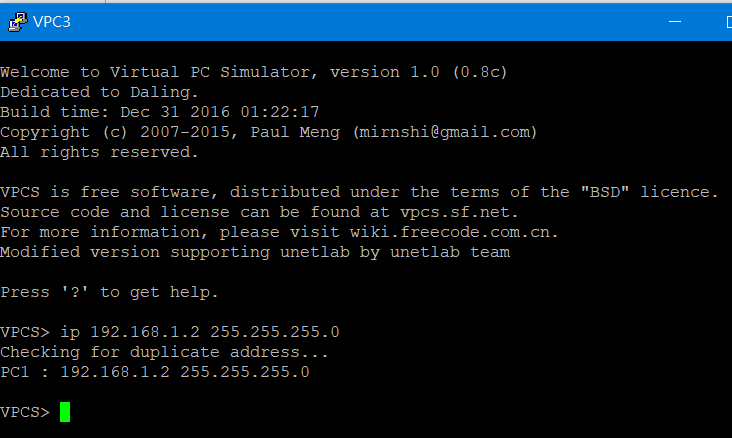 VPC3
Welcome to Virtual PC Simulator, version 1.0 (0.8c)
Dedicated to Daling.
Build time: Dec 31 2016 01:22:17
Copyright (c) 2007-2015, Paul Meng (mirnshi@gmail.com)
All rights reserved.
VPCS is free software, distributed under the terms of the "BSD" licence.
Source code and license can be found at vpcs.sf.net.
For more information, please visit wiki.freecode.com.cn.
Modified version supporting unetlab by unetlab team
Press '?' to get help.
VPCS> ip 192.168.1.2 255.255.255.0
Checking for duplicate address...
PC1 : 192.168.1.2 255.255.255.0
VPCS>